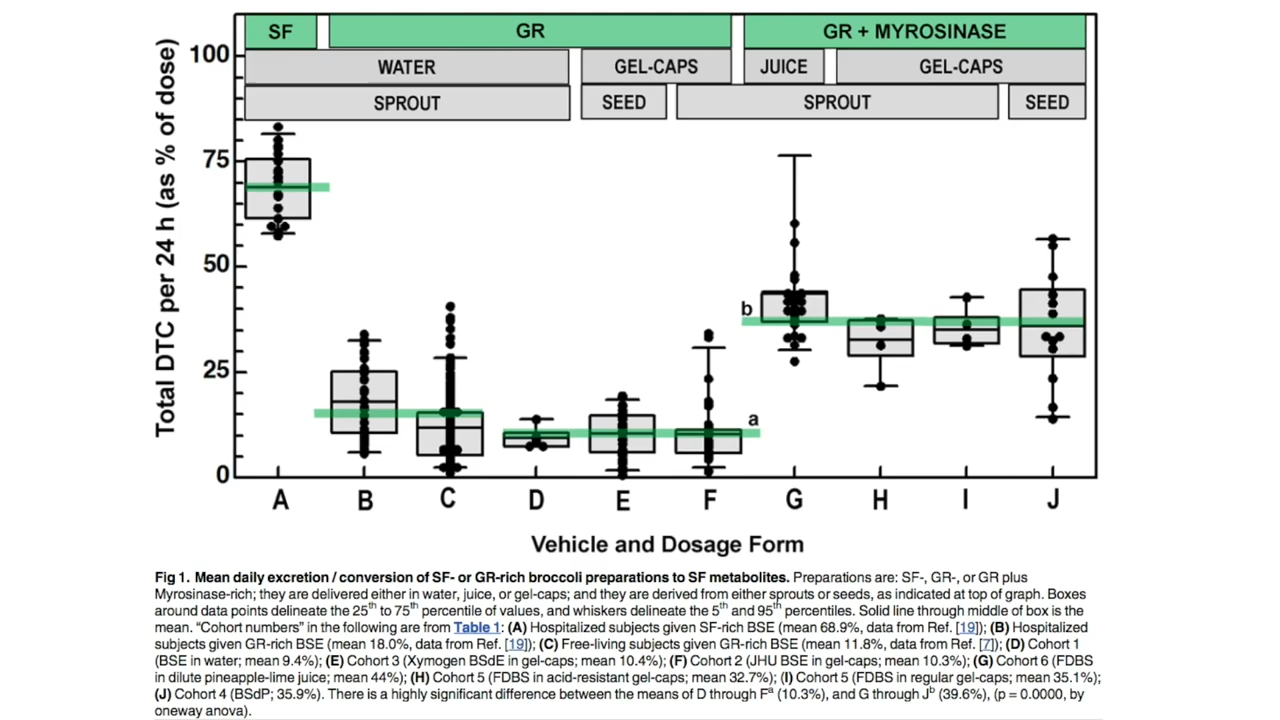 SF
GR
GR + MYROSINASE
WATER
GEL-CAPS
JUICE
GEL-CAPS
SPROUT
SEED
SPROUT
SEED
Total DTC per 24 h (as % of dose)
100
75
50
25
0
b
a
A B C D E F G H I J
Vehicle and Dosage Form
Fig 1. Mean daily excretion / conversion of SF- or GR-rich broccoli preparations to SF metabolites. Preparations are: SF-, GR-, or GR plus
Myrosinase-rich; they are delivered either in water, juice, or gel-caps; and they are derived from either sprouts or seeds, as indicated at top of graph. Boxes
around data points delineate the 25th to 75th percentile of values, and whiskers delineate the 5th and 95th percentiles. Solid line through middle of box is the
mean. “Cohort numbers” in the following are from Table 1: (A) Hospitalized subjects given SF-rich BSE (mean 68.9%, data from Ref. [19]); (B) Hospitalized
subjects given GR-rich BSE (mean 18.0%, data from Ref. [19]); (C) Free-living subjects given GR-rich BSE (mean 11.8%, data from Ref. [7]); (D) Cohort 1
(BSE in water; mean 9.4%); (E) Cohort 3 (Xymogen BSdE in gel-caps; mean 10.4%); (F) Cohort 2 (JHU BSE in gel-caps; mean 10.3%); (G) Cohort 6 (FDBS
in dilute pineapple-lime juice; mean 44%); (H) Cohort 5 (FDBS in acid-resistant gel-caps; mean 32.7%); (I) Cohort 5 (FDBS in regular gel-caps; mean 35.1%);
(J) Cohort 4 (BSdP; 35.9%). There is a highly significant difference between the means of D through Fa (10.3%), and G through Jb (39.6%), (p = 0.0000, by
oneway anova).